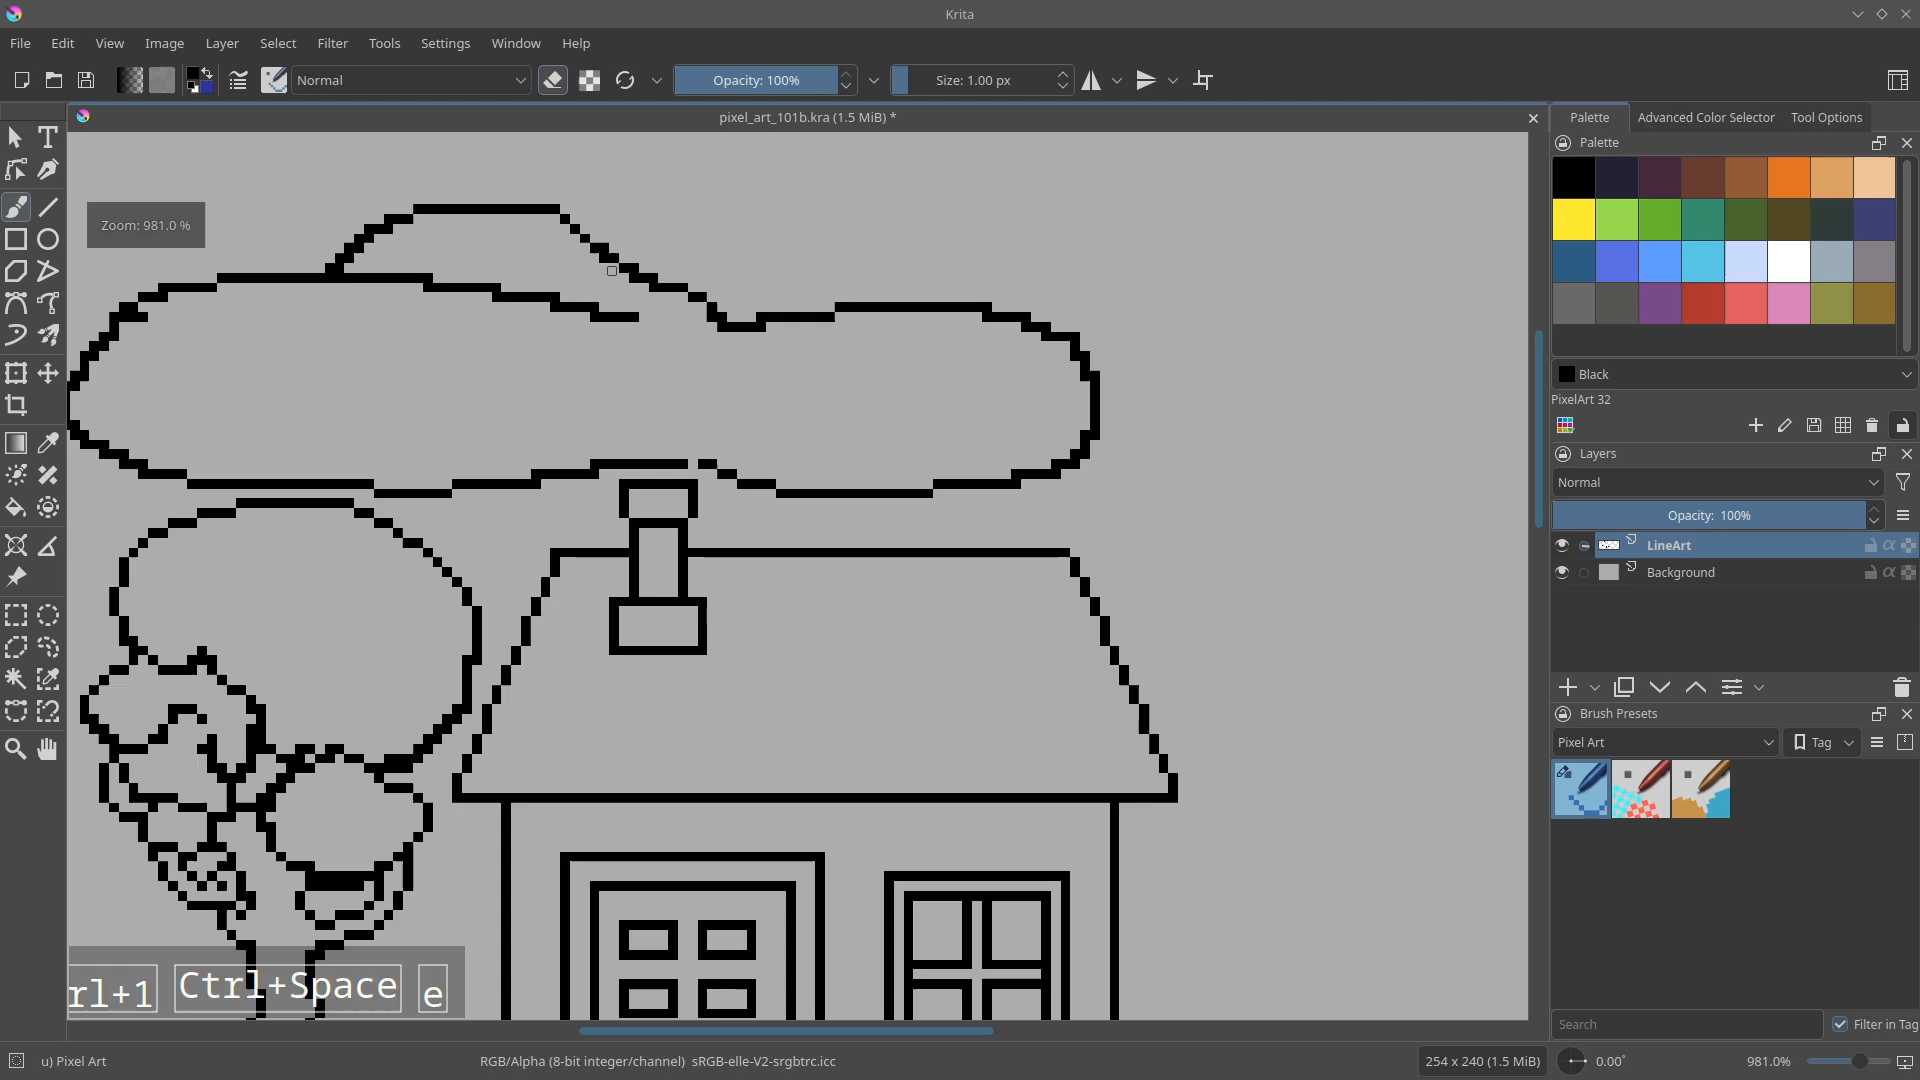 Krita
File Edit View Image Layer Select Filter Tools Settings Window Help
Normal Opacity: 100% Size: 1.00 px
pixel_art_101b.kra (1.5 MiB) *
Palette Advanced Color Selector Tool Options
Palette
Zoom: 981.0 %
Black
PixelArt 32
Layers
Normal
Opacity: 100%
LineArt
Background
Brush Presets
Pixel Art Tag
rl+1 Ctrl+Space e
Search Filter in Tag
u) Pixel Art RGB/Alpha (8-bit integer/channel) sRGB-elle-V2-srgbtrc.icc 254 x 240 (1.5 MiB) 0.00° 981.0%